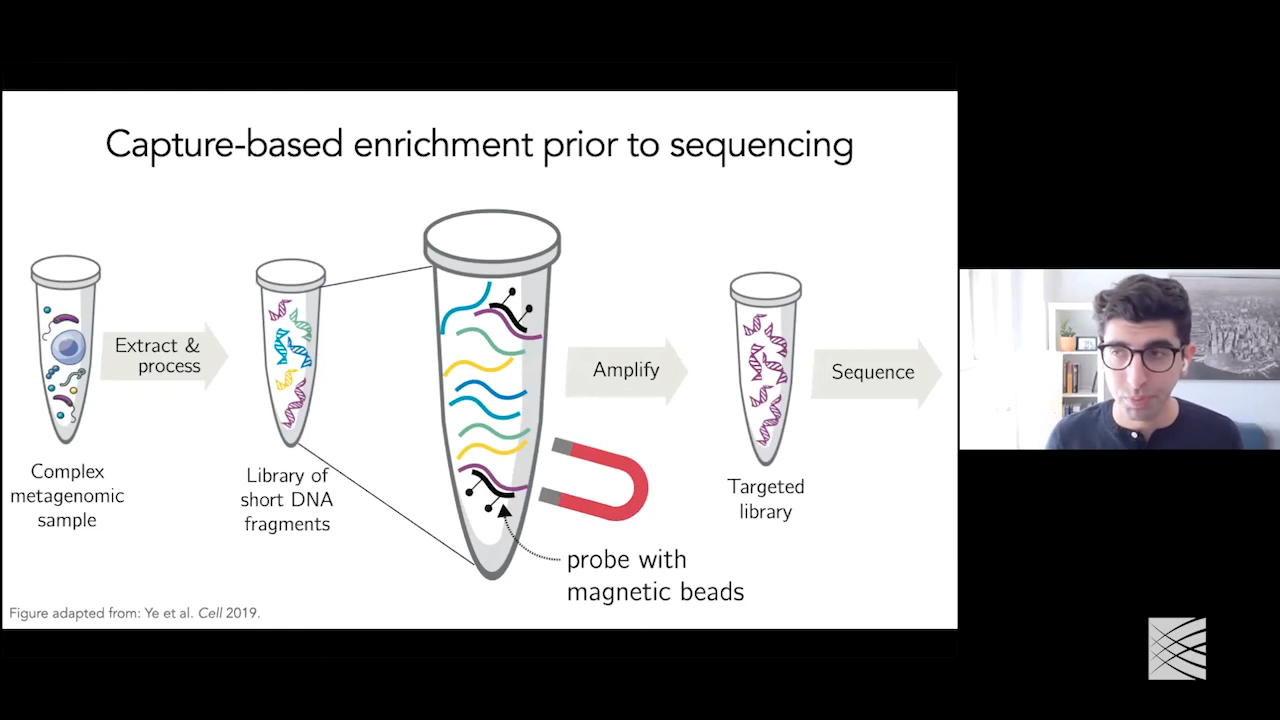 Capture-based enrichment prior to sequencing
Extract &
process
Amplify
Sequence
Complex
metagenomic
sample
Library of
short DNA
fragments
Targeted
library
probe with
magnetic beads
Figure adapted from: Ye et al. Cell 2019.